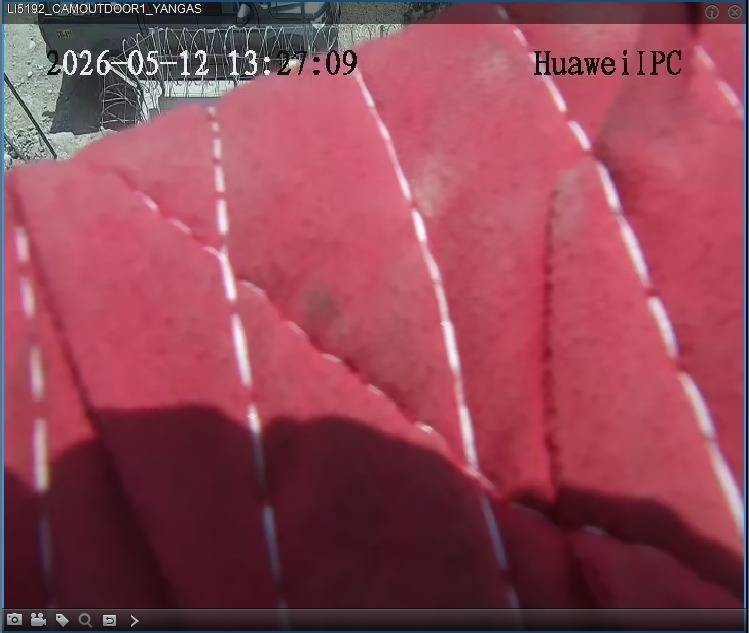 LI5192_CAMOUTDOOR1_YANGAS
2026-05-12 13:27:09
HuaweiIPC